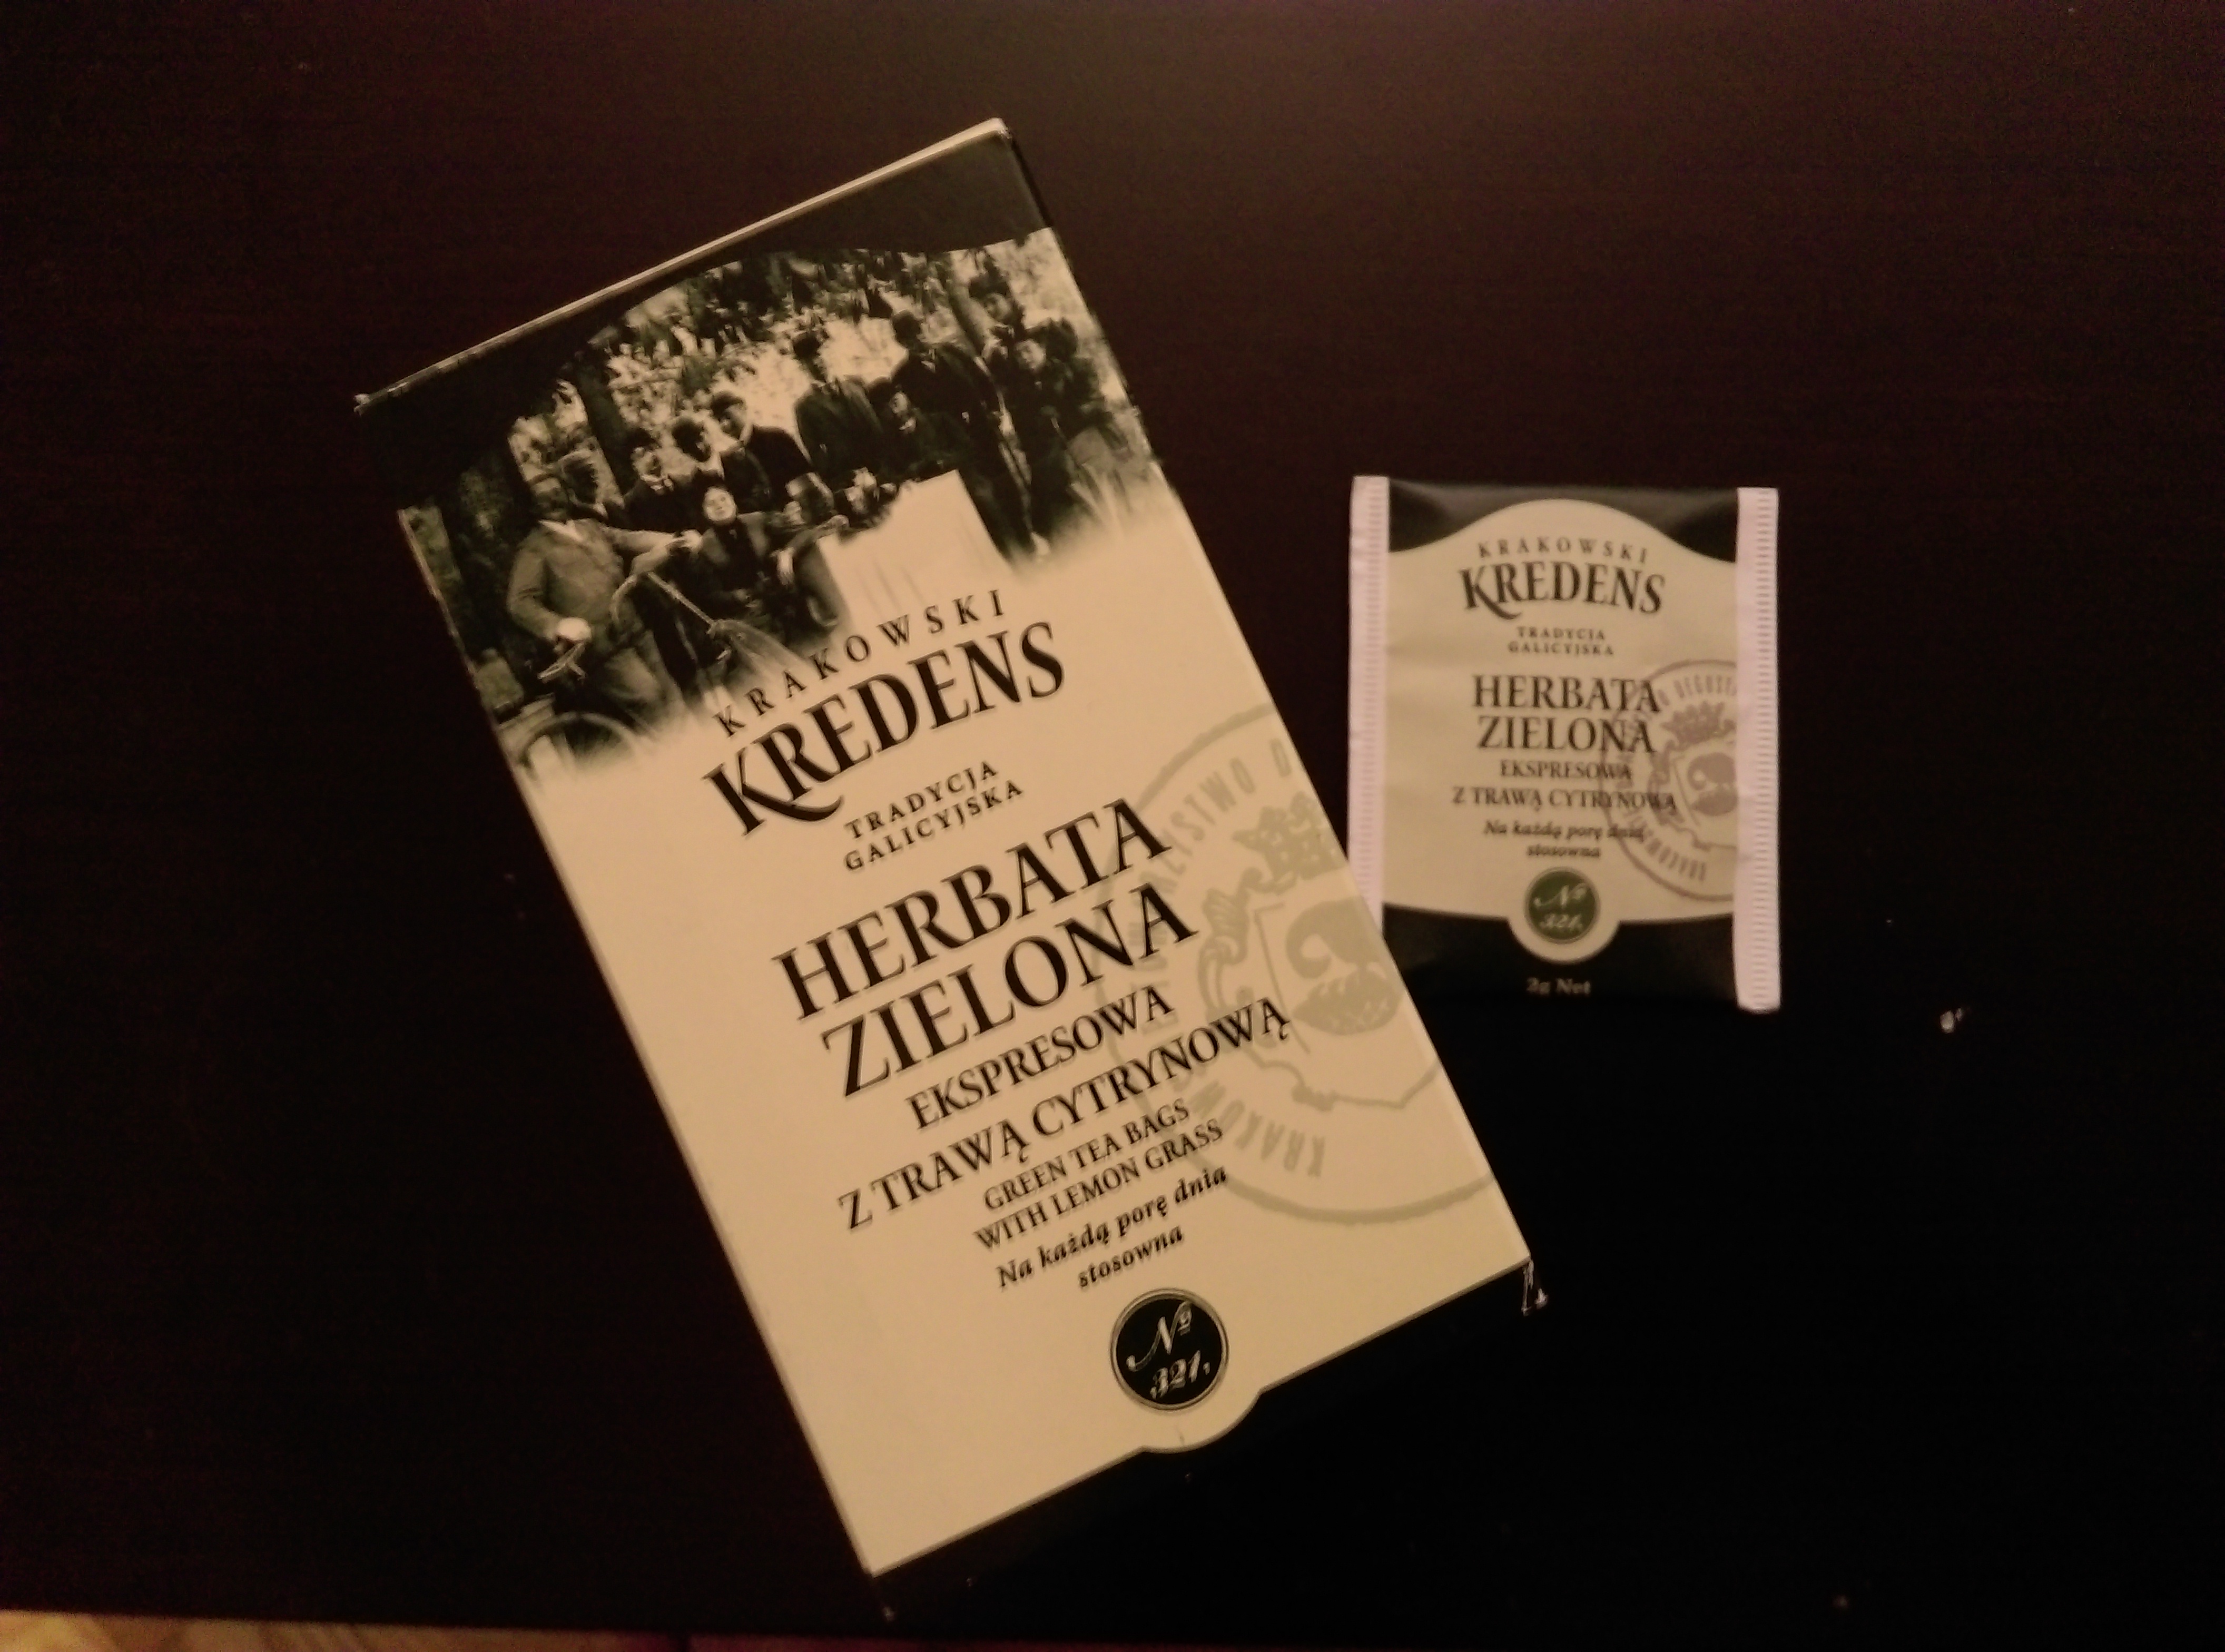 KRAKOWSKI
KREDENS
TRADYCJA
GALICYJSKA
HERBATA
ZIELONA
EKSPRESOWA
Z TRAWĄ CYTRYNOWĄ
GREEN TEA BAGS
WITH LEMON GRASS
Na każdą porę dnia
stosowna
Nº
321.
KRAKOWSKI
KREDENS
TRADYCJA
GALICYJSKA
HERBATA
ZIELONA
EKSPRESOWA
Z TRAWĄ CYTRYNOWĄ
Na każdą porę dnia
stosowna
Nº
321.
2g Net